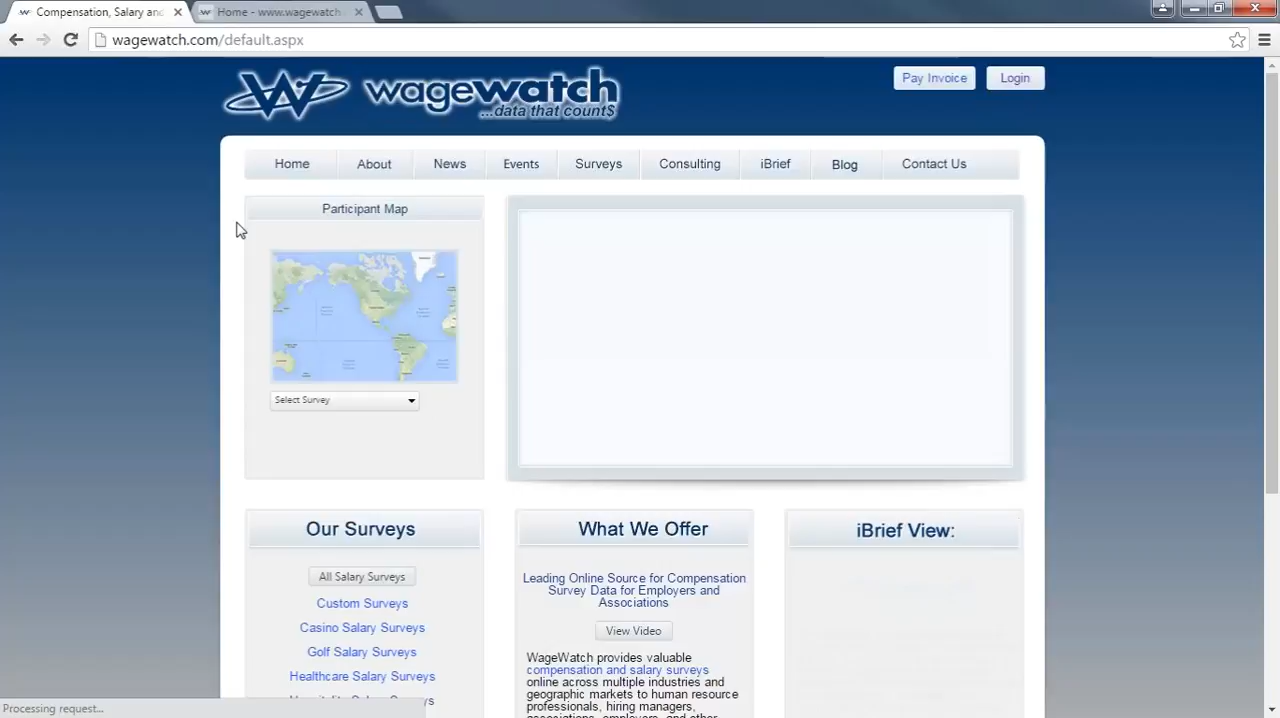 Compensation, Salary and
Home - www.wagewatch
wagewatch.com/default.aspx
wagewatch
...data that count$
Pay Invoice
Login
Home
About
News
Events
Surveys
Consulting
iBrief
Blog
Contact Us
Participant Map
Select Survey
Our Surveys
All Salary Surveys
Custom Surveys
Casino Salary Surveys
Golf Salary Surveys
Healthcare Salary Surveys
What We Offer
Leading Online Source for Compensation
Survey Data for Employers and
Associations
View Video
WageWatch provides valuable
compensation and salary surveys
online across multiple industries and
geographic markets to human resource
professionals, hiring managers,
associations, employers, and other
iBrief View:
Processing request...